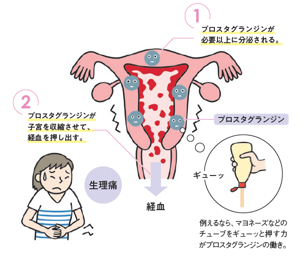 1
プロスタグランジンが
必要以上に分泌される。
2
プロスタグランジンが
子宮を収縮させて、
経血を押し出す。
プロスタグランジン
生理痛
経血
ギューッ
例えるなら、マヨネーズなどの
チューブをギューッと押す力
がプロスタグランジンの働き。